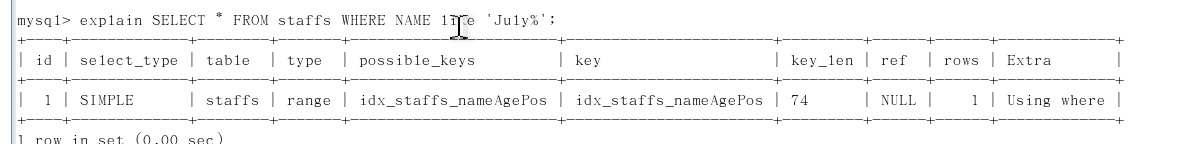 mysql> explain SELECT * FROM staffs WHERE NAME like 'July%';
+----+-------------+--------+-------+-----------------------+-----------------------+---------+------+------+-------------+
| id | select_type | table | type | possible_keys | key | key_len | ref | rows | Extra |
+----+-------------+--------+-------+-----------------------+-----------------------+---------+------+------+-------------+
| 1 | SIMPLE | staffs | range | idx_staffs_nameAgePos | idx_staffs_nameAgePos | 74 | NULL | 1 | Using where |
+----+-------------+--------+-------+-----------------------+-----------------------+---------+------+------+-------------+
1 row in set (0.00 sec)